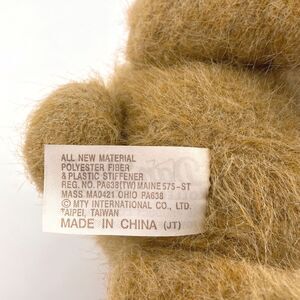 ALL NEW MATERIAL
POLYESTER FIBER
& PLASTIC STIFFENER
REG. NO. PA638(TW) MAINE 575-ST
MASS. MA0421 OHIO PA638
© MTY INTERNATIONAL CO., LTD.
TAIPEI, TAIWAN
MADE IN CHINA (JT)